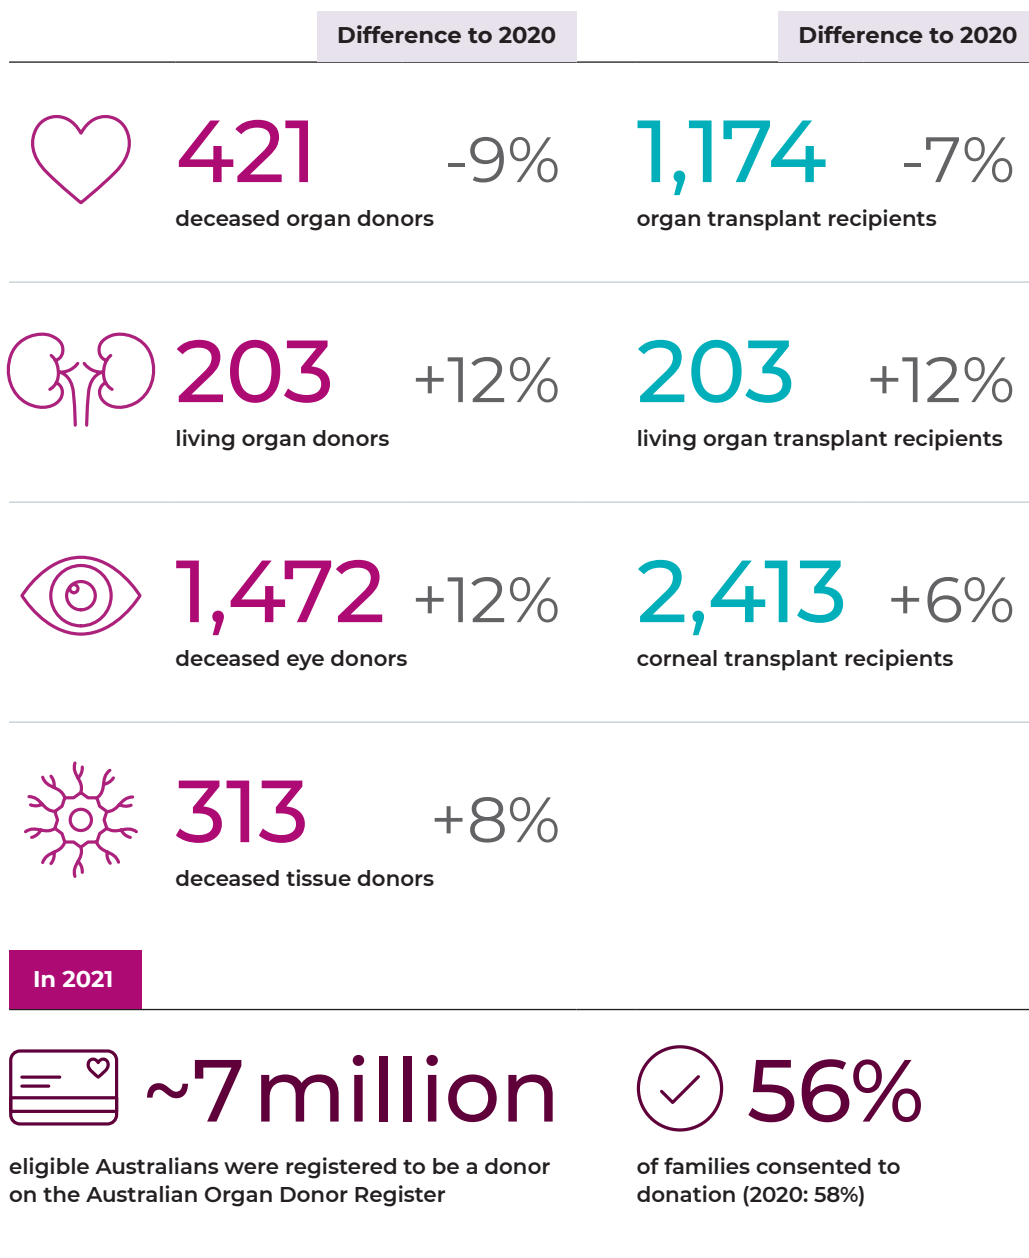 Difference to 2020
Difference to 2020
421
-9%
1,174
-7%
deceased organ donors
organ transplant recipients
203
+12%
203
+12%
living organ donors
living organ transplant recipients
1,472
+12%
2,413
+6%
deceased eye donors
corneal transplant recipients
313
+8%
deceased tissue donors
In 2021
~7 million
eligible Australians were registered to be a donor
on the Australian Organ Donor Register
56%
of families consented to
donation (2020: 58%)